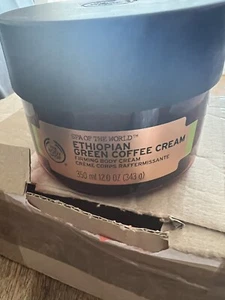 SPA OF THE WORLD™
ETHIOPIAN
GREEN COFFEE CREAM
FIRMING BODY CREAM
CRÈME CORPS RAFFERMISSANTE
350 ml 12.0 OZ (343 g)